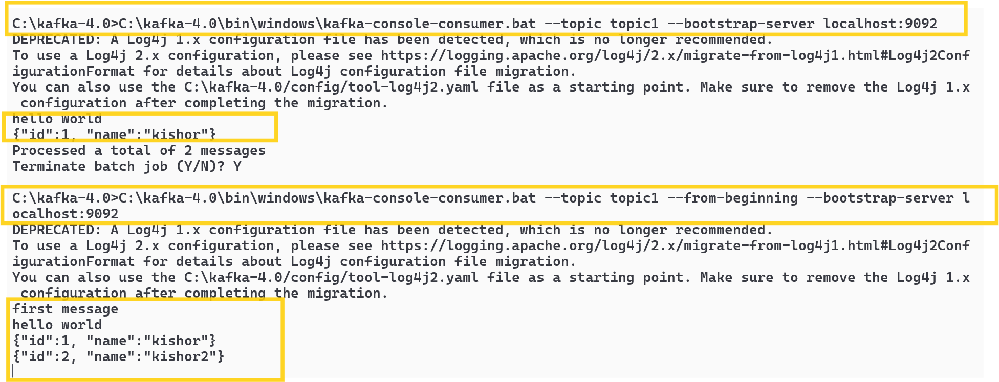 C:\kafka-4.0>C:\kafka-4.0\bin\windows\kafka-console-consumer.bat --topic topic1 --bootstrap-server localhost:9092
DEPRECATED: A Log4j 1.x configuration file has been detected, which is no longer recommended.
To use a Log4j 2.x configuration, please see https://logging.apache.org/log4j/2.x/migrate-from-log4j1.html#Log4j2Conf
igurationFormat for details about Log4j configuration file migration.
You can also use the C:\kafka-4.0/config/tool-log4j2.yaml file as a starting point. Make sure to remove the Log4j 1.x
 configuration after completing the migration.
hello world
{"id":1, "name":"kishor"}
Processed a total of 2 messages
Terminate batch job (Y/N)? Y
C:\kafka-4.0>C:\kafka-4.0\bin\windows\kafka-console-consumer.bat --topic topic1 --from-beginning --bootstrap-server l
ocalhost:9092
DEPRECATED: A Log4j 1.x configuration file has been detected, which is no longer recommended.
To use a Log4j 2.x configuration, please see https://logging.apache.org/log4j/2.x/migrate-from-log4j1.html#Log4j2Conf
igurationFormat for details about Log4j configuration file migration.
You can also use the C:\kafka-4.0/config/tool-log4j2.yaml file as a starting point. Make sure to remove the Log4j 1.x
 configuration after completing the migration.
first message
hello world
{"id":1, "name":"kishor"}
{"id":2, "name":"kishor2"}